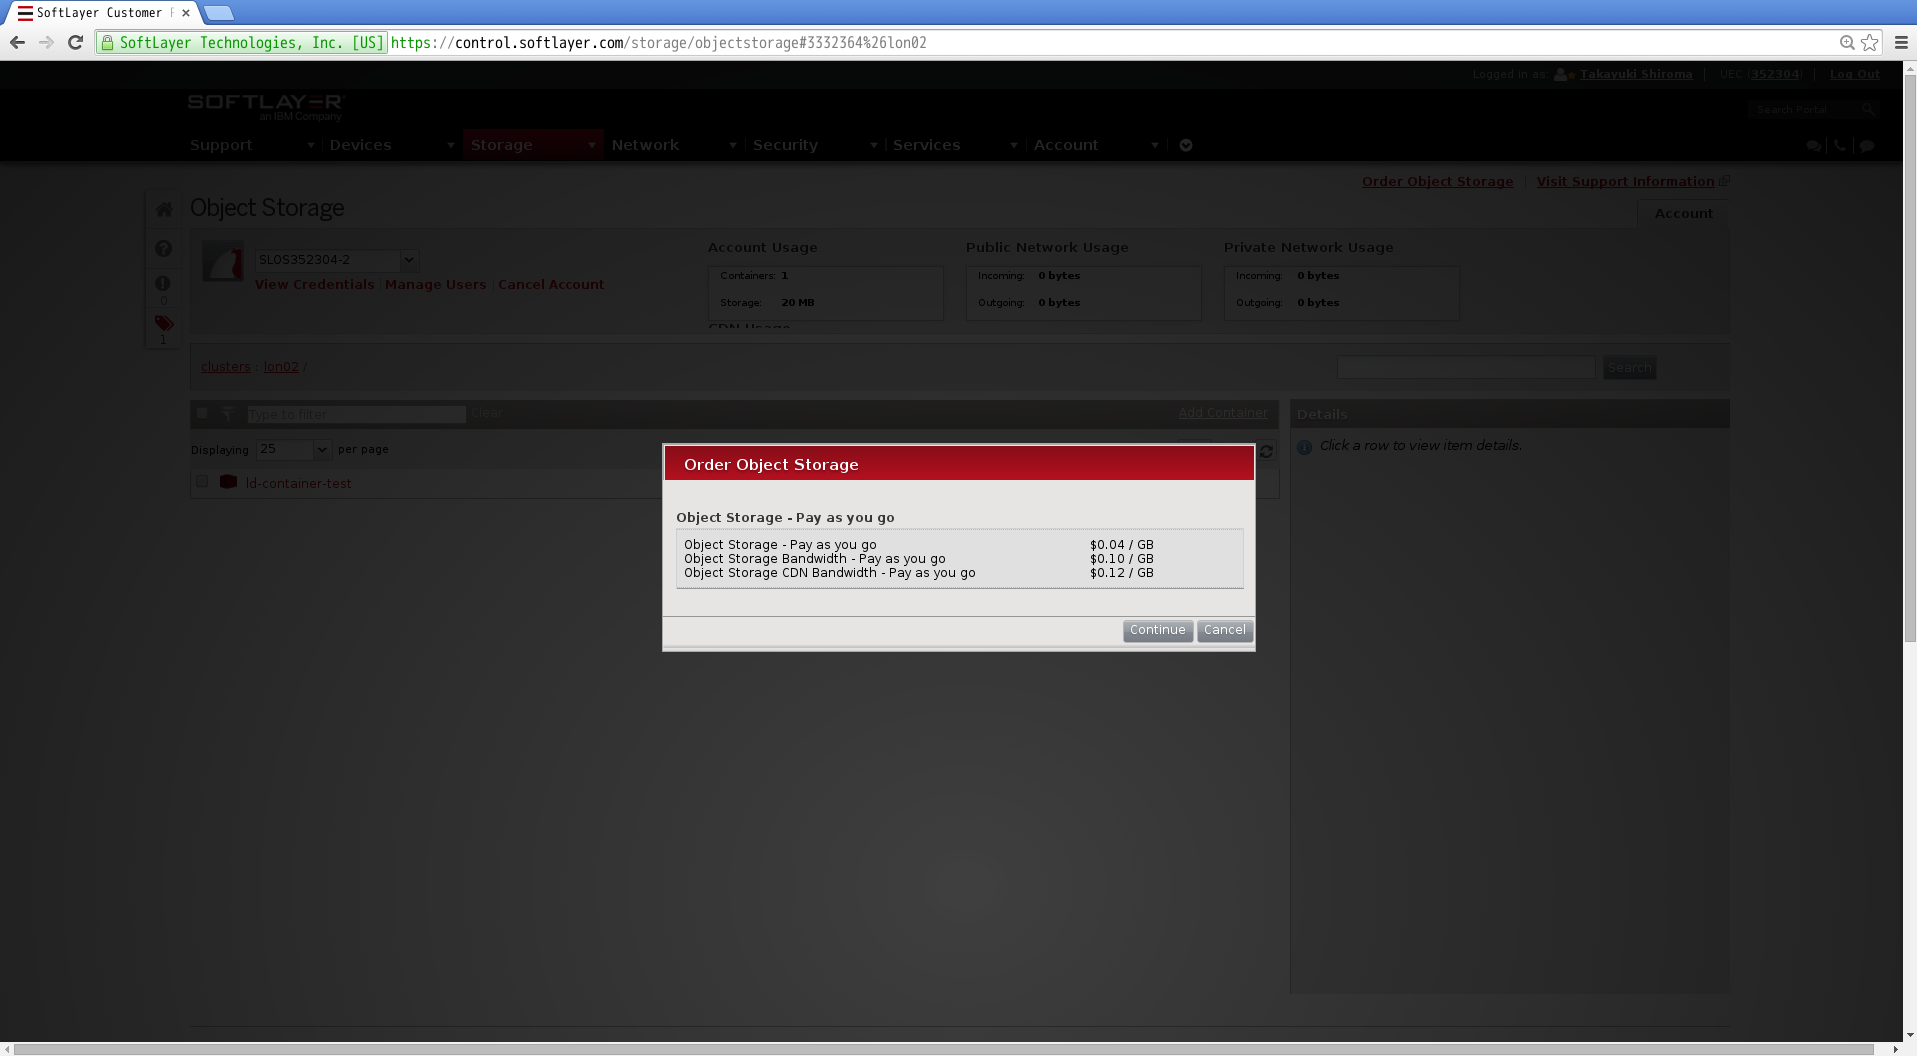 SoftLayer Customer
SoftLayer Technologies, Inc. [US] https://control.softlayer.com/storage/objectstorage#3332364%26lon02
Logged in as: Takayuki Shiroma | UEC (352304) | Log Out
SOFTLAYER
an IBM Company
Search Portal
Support Devices Storage Network Security Services Account
Order Object Storage | Visit Support Information
Object Storage
Account
SLOS352304-2
View Credentials | Manage Users | Cancel Account
0
1
Account Usage
Containers: 1
Storage: 20 MB
CDN Usage
Public Network Usage
Incoming: 0 bytes
Outgoing: 0 bytes
Private Network Usage
Incoming: 0 bytes
Outgoing: 0 bytes
clusters / lon02 /
Search
Type to filter Clear Add Container
Details
Displaying 25 per page
Click a row to view item details.
ld-container-test
Order Object Storage
Object Storage - Pay as you go
Object Storage - Pay as you go $0.04 / GB
Object Storage Bandwidth - Pay as you go $0.10 / GB
Object Storage CDN Bandwidth - Pay as you go $0.12 / GB
Continue Cancel